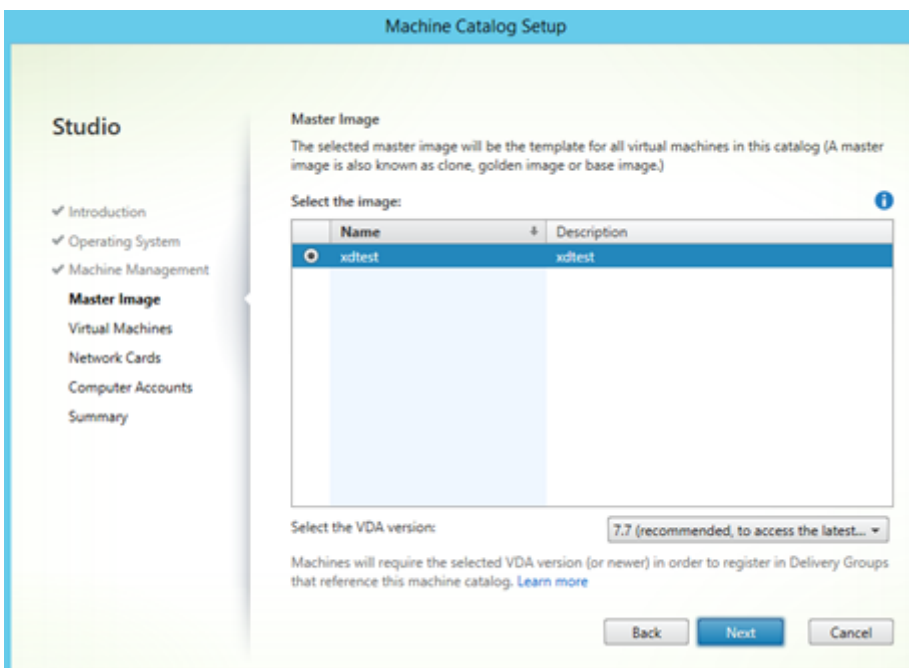 Machine Catalog Setup
Studio
✔ Introduction
✔ Operating System
✔ Machine Management
Master Image
Virtual Machines
Network Cards
Computer Accounts
Summary
Master Image
The selected master image will be the template for all virtual machines in this catalog (A master
image is also known as clone, golden image or base image.)
Select the image:
Name Description
xdtest xdtest
Select the VDA version: 7.7 (recommended, to access the latest...
Machines will require the selected VDA version (or newer) in order to register in Delivery Groups
that reference this machine catalog. Learn more
Back Next Cancel